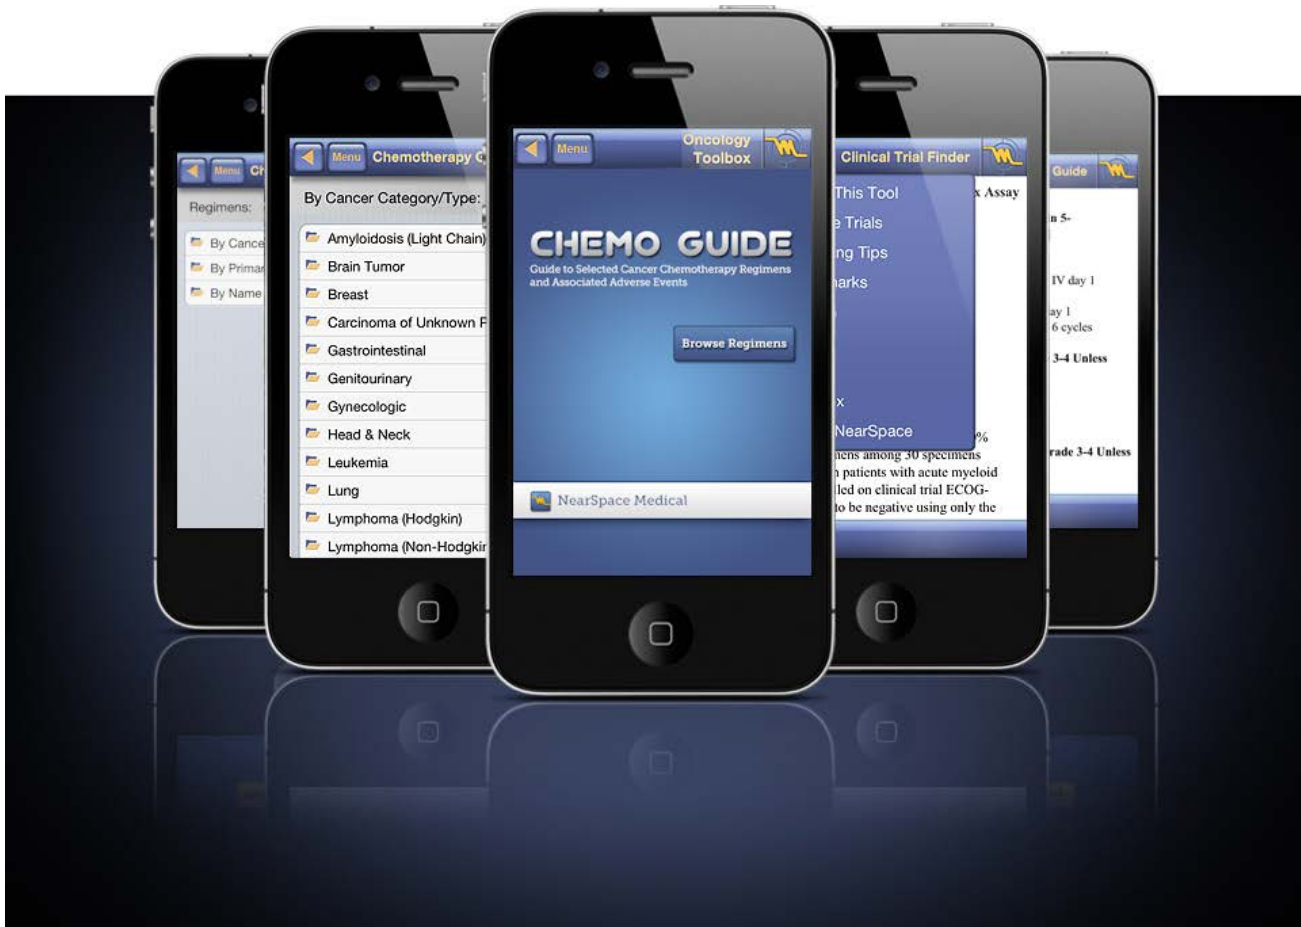 Menu
Regimens:
By Cance
By Primar
By Name
Menu
Chemotherapy
By Cancer Category/Type:
Amyloidosis (Light Chain)
Brain Tumor
Breast
Carcinoma of Unknown P
Gastrointestinal
Genitourinary
Gynecologic
Head & Neck
Leukemia
Lung
Lymphoma (Hodgkin)
Lymphoma (Non-Hodgkin
Menu
Oncology
Toolbox
CHEMO GUIDE
Guide to Selected Cancer Chemotherapy Regimens
and Associated Adverse Events
Browse Regimens
NearSpace Medical
Clinical Trial Finder
This Tool
x Assay
e Trials
ng Tips
arks
x
NearSpace
%
mens among 30 specimens
n patients with acute myeloid
led on clinical trial ECOG-
to be negative using only the
Guide
n 5-
IV day 1
ay 1
6 cycles
3-4 Unless
rade 3-4 Unless